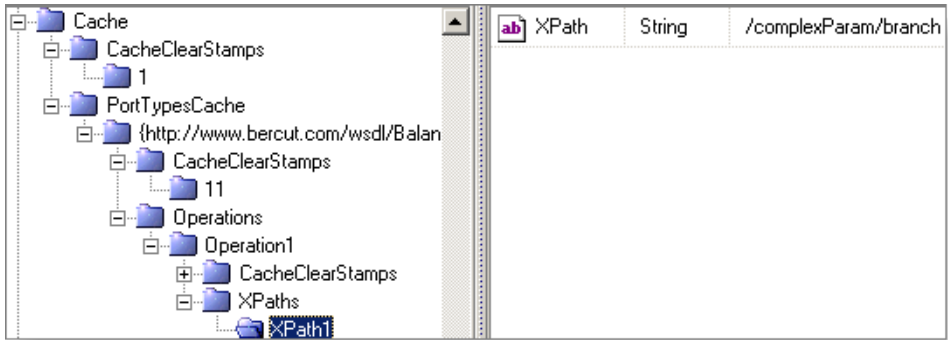 Cache
CacheClearStamps
1
PortTypesCache
{http://www.bercut.com/wsdl/Balan
CacheClearStamps
11
Operations
Operation1
CacheClearStamps
XPaths
XPath1
ab XPath String /complexParam/branch